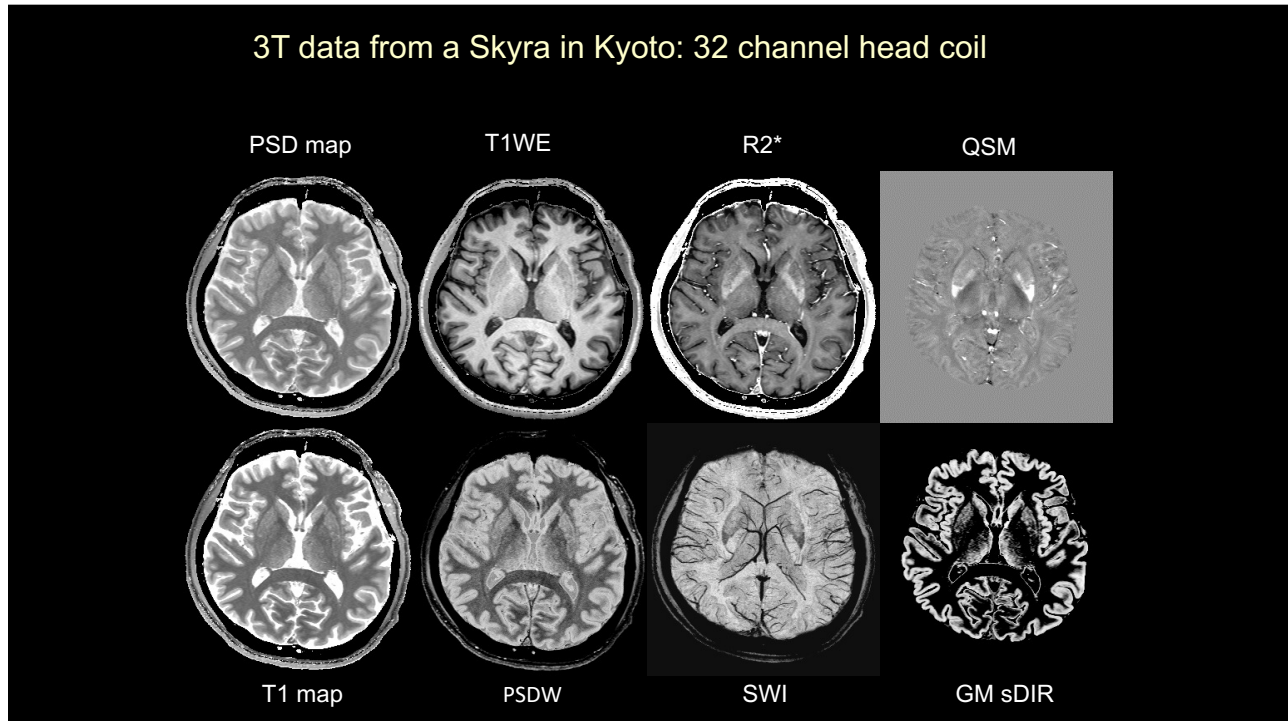 3T data from a Skyra in Kyoto: 32 channel head coil
PSD map T1WE R2* QSM
T1 map PSDW SWI GM sDIR